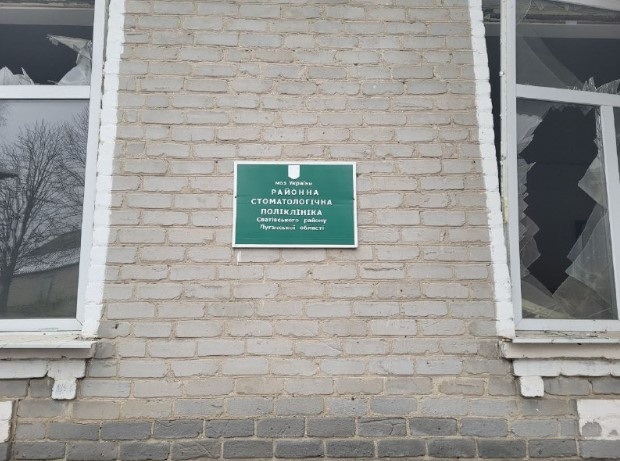 МОЗ України
РАЙОННА
СТОМАТОЛОГІЧНА
ПОЛІКЛІНІКА
Сватівського району
Луганської області